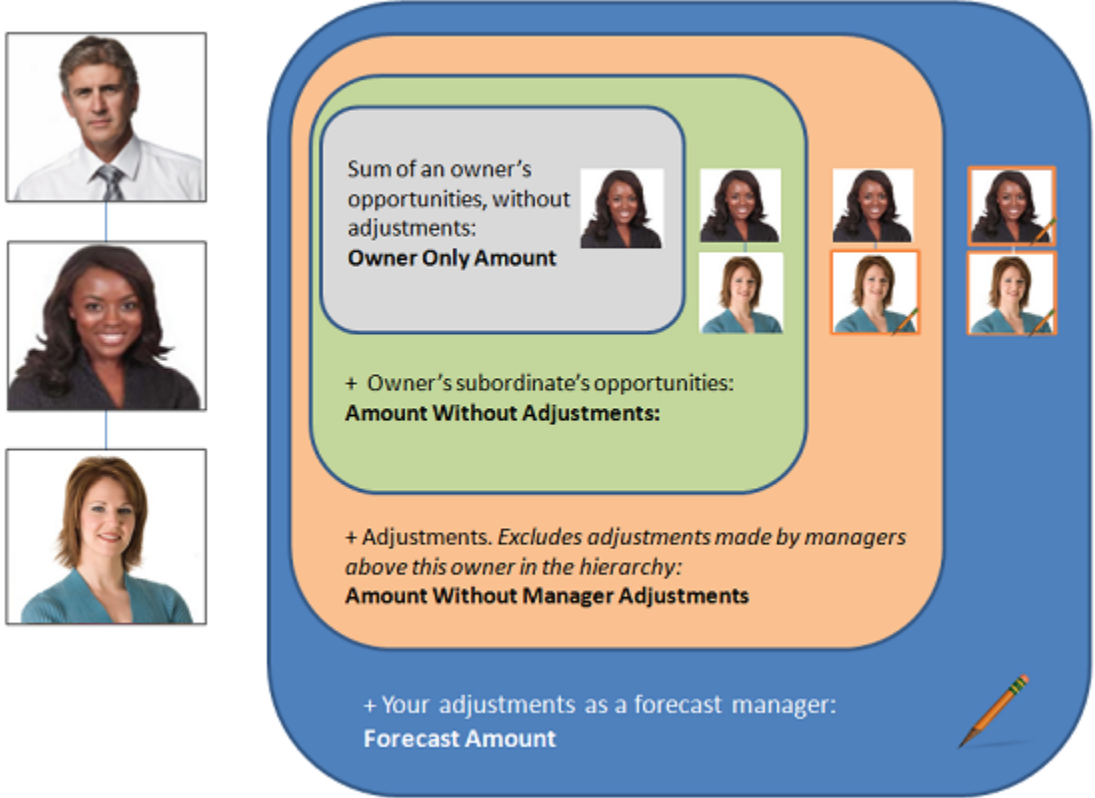 Sum of an owner's
opportunities, without
adjustments:
Owner Only Amount
+ Owner's subordinate's opportunities:
Amount Without Adjustments:
+ Adjustments. Excludes adjustments made by managers
above this owner in the hierarchy:
Amount Without Manager Adjustments
+ Your adjustments as a forecast manager:
Forecast Amount